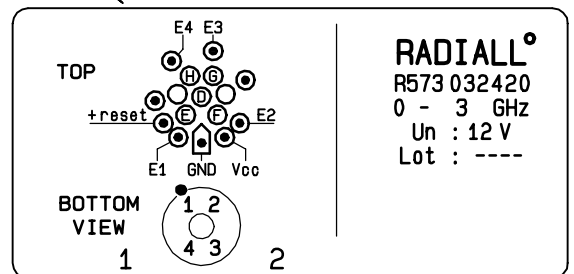 E4 E3
TOP
H G
D
E F
+reset E2
E1 GND Vcc
BOTTOM
VIEW
1 2
4 3
1 2
RADIALL°
R573 032420
0 - 3 GHz
Un : 12 V
Lot : ----